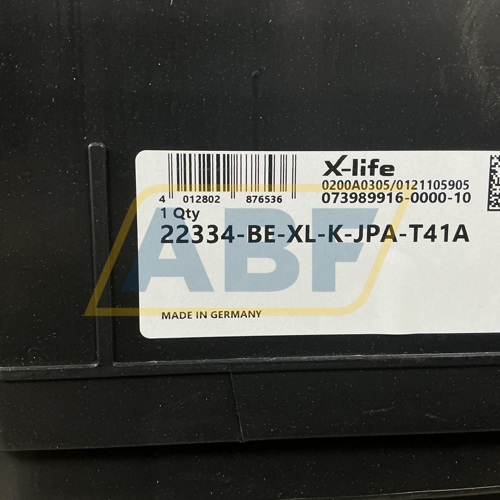 X-life
0200A0305/0121105905
4 012802 876536
073989916-0000-10
1 Qty
22334-BE-XL-K-JPA-T41A
ABF
MADE IN GERMANY